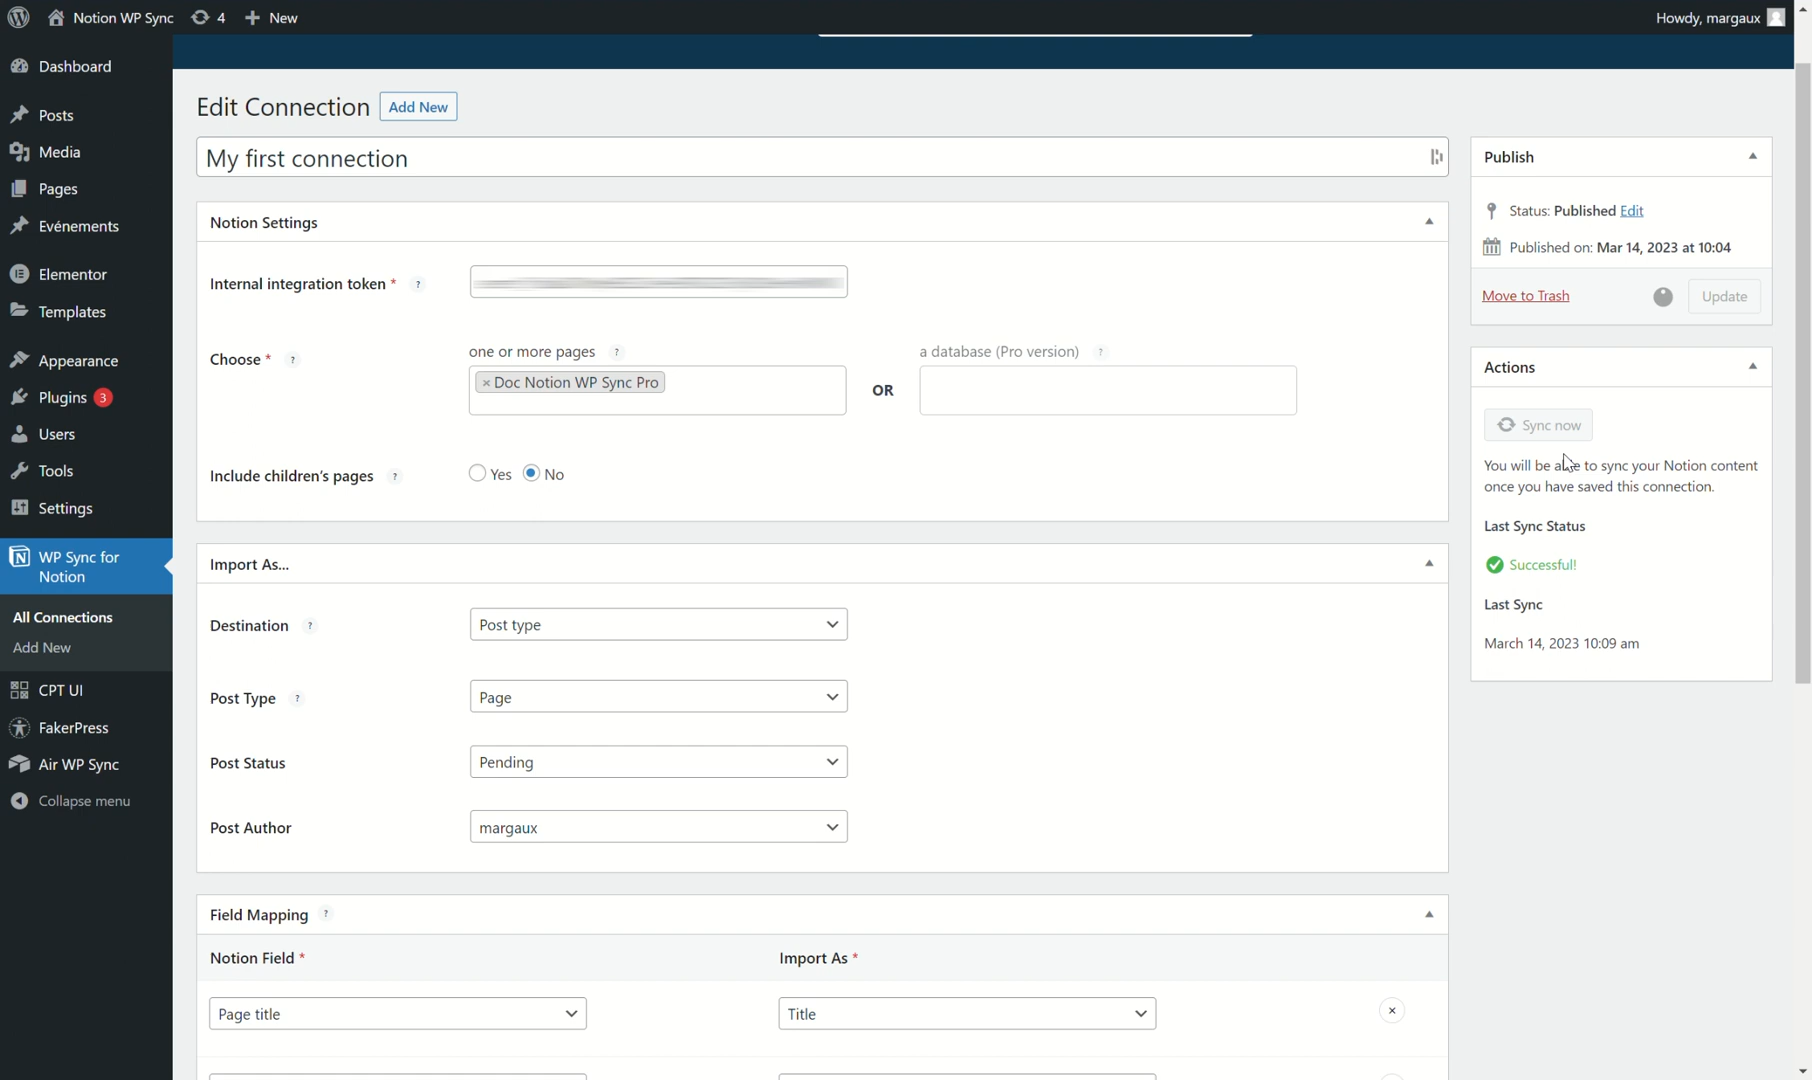 Notion WP Sync 4 New
Howdy, margaux
Dashboard
Posts
Media
Pages
Evénements
Elementor
Templates
Appearance
Plugins 3
Users
Tools
Settings
WP Sync for
Notion
All Connections
Add New
CPT UI
FakerPress
Air WP Sync
Collapse menu
Edit Connection Add New
My first connection
Notion Settings
Internal integration token * ?
Choose * ?
one or more pages ?
× Doc Notion WP Sync Pro
OR
a database (Pro version) ?
Include children's pages ?
Yes No
Import As...
Destination ? Post type
Post Type ? Page
Post Status Pending
Post Author margaux
Field Mapping ?
Notion Field * Import As *
Page title Title ×
Publish
Status: Published Edit
Published on: Mar 14, 2023 at 10:04
Move to Trash Update
Actions
Sync now
You will be able to sync your Notion content
once you have saved this connection.
Last Sync Status
Successful!
Last Sync
March 14, 2023 10:09 am